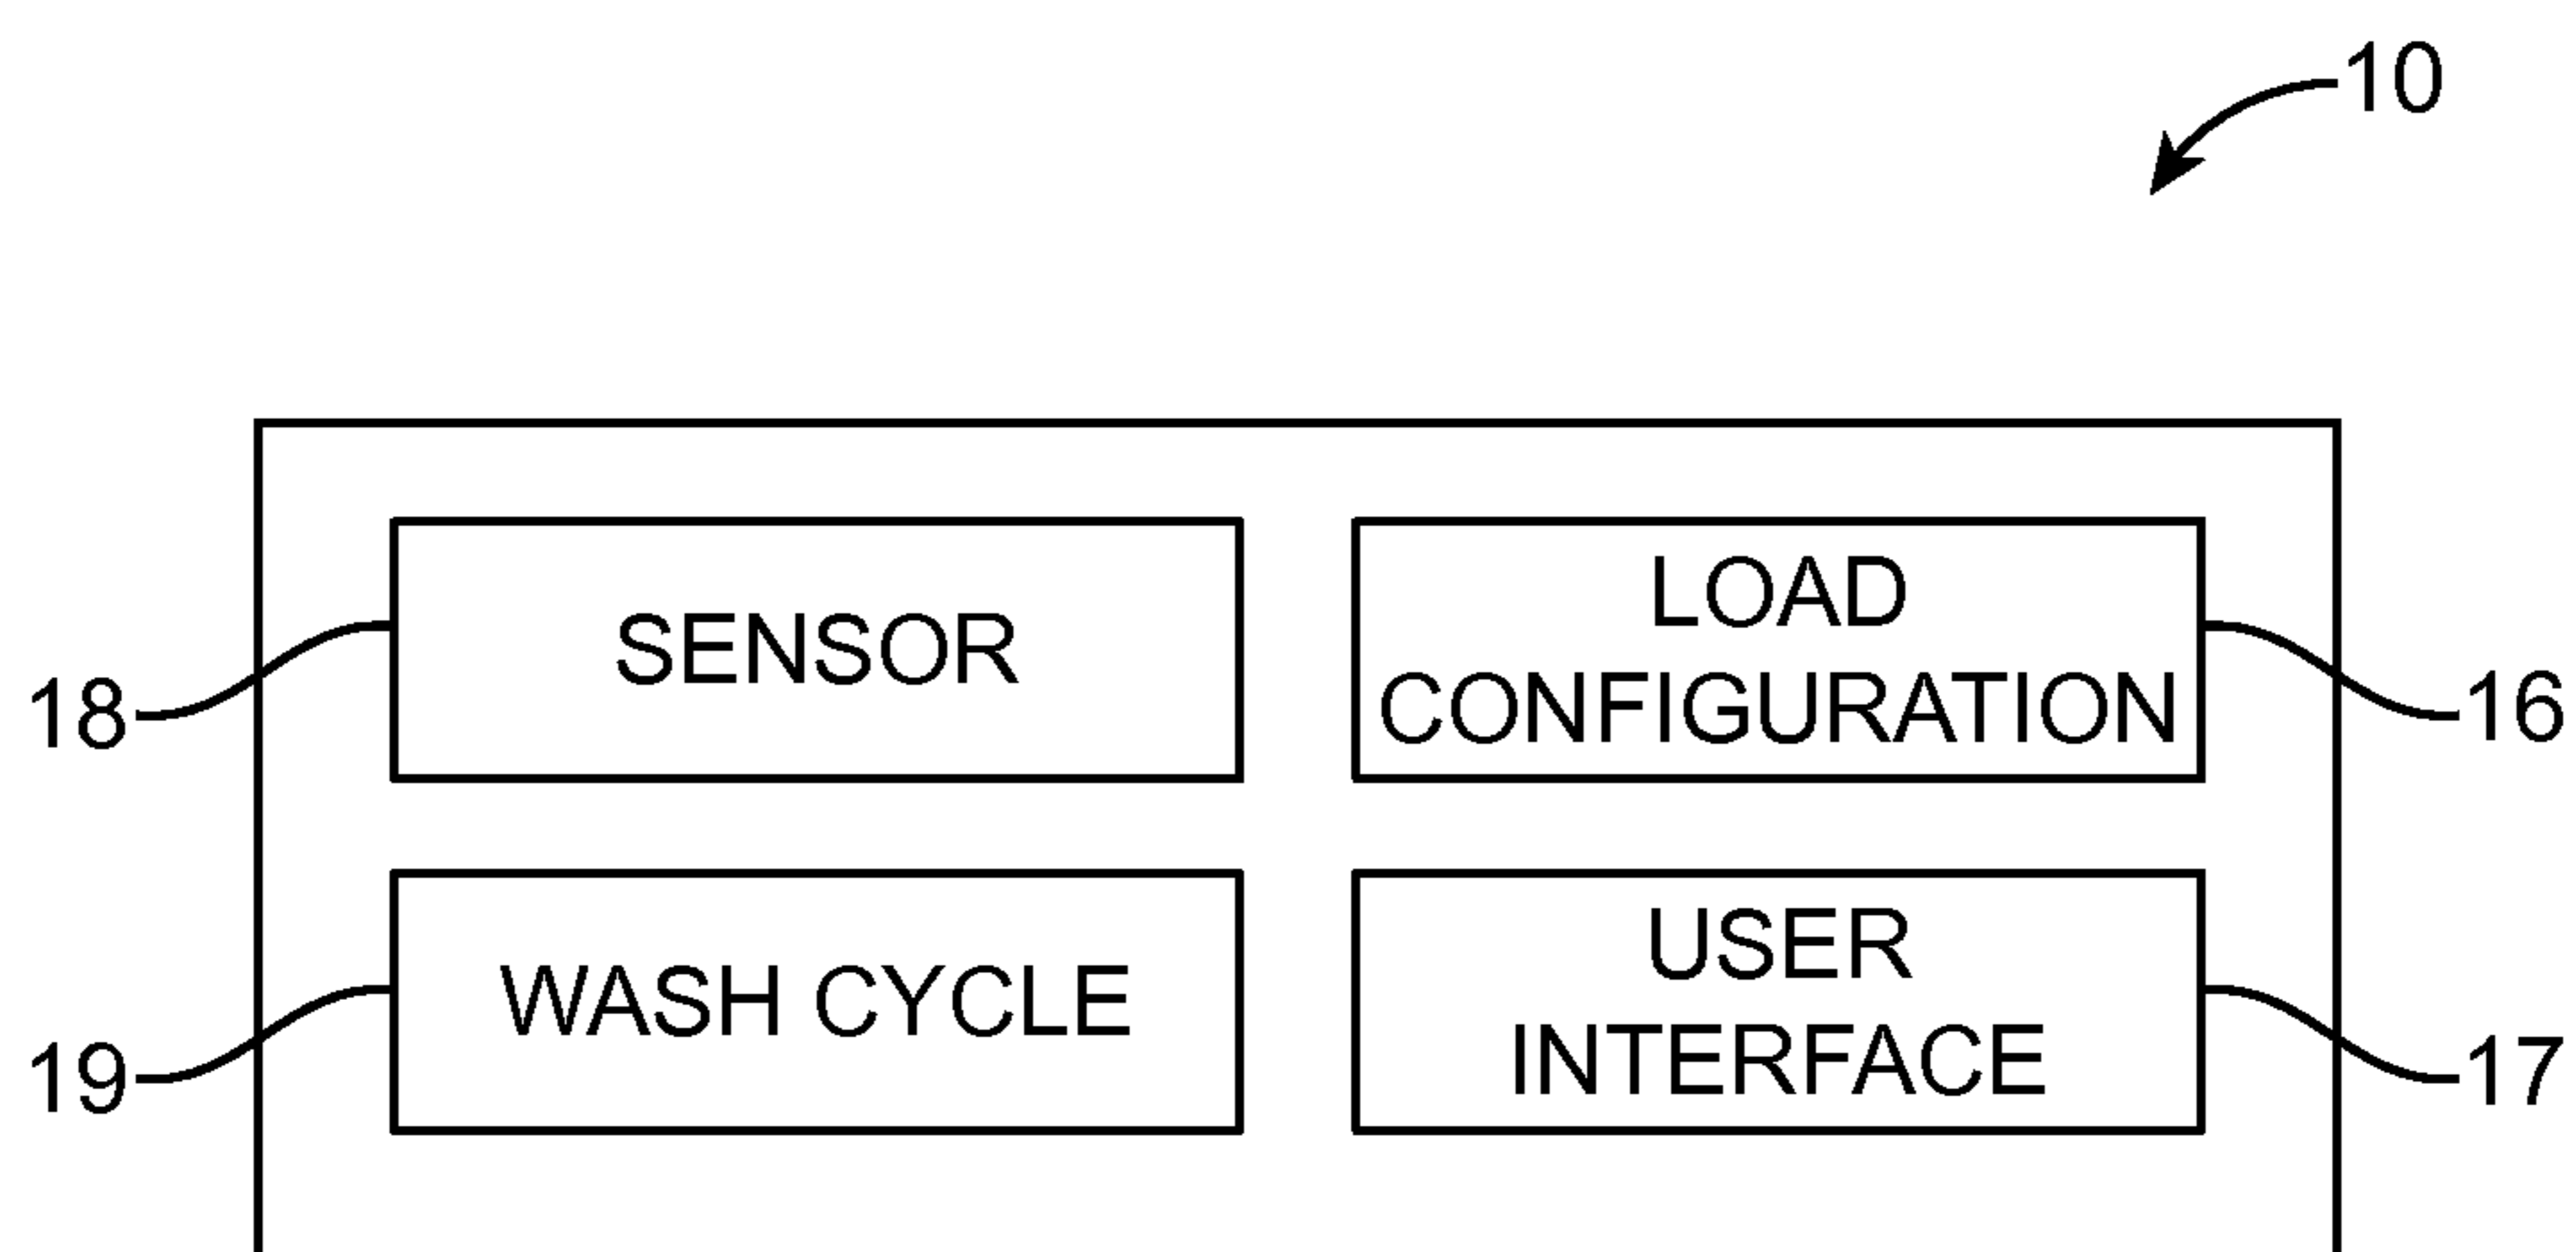 10
SENSOR
LOAD
CONFIGURATION
18
16
WASH CYCLE
USER
INTERFACE
19
17